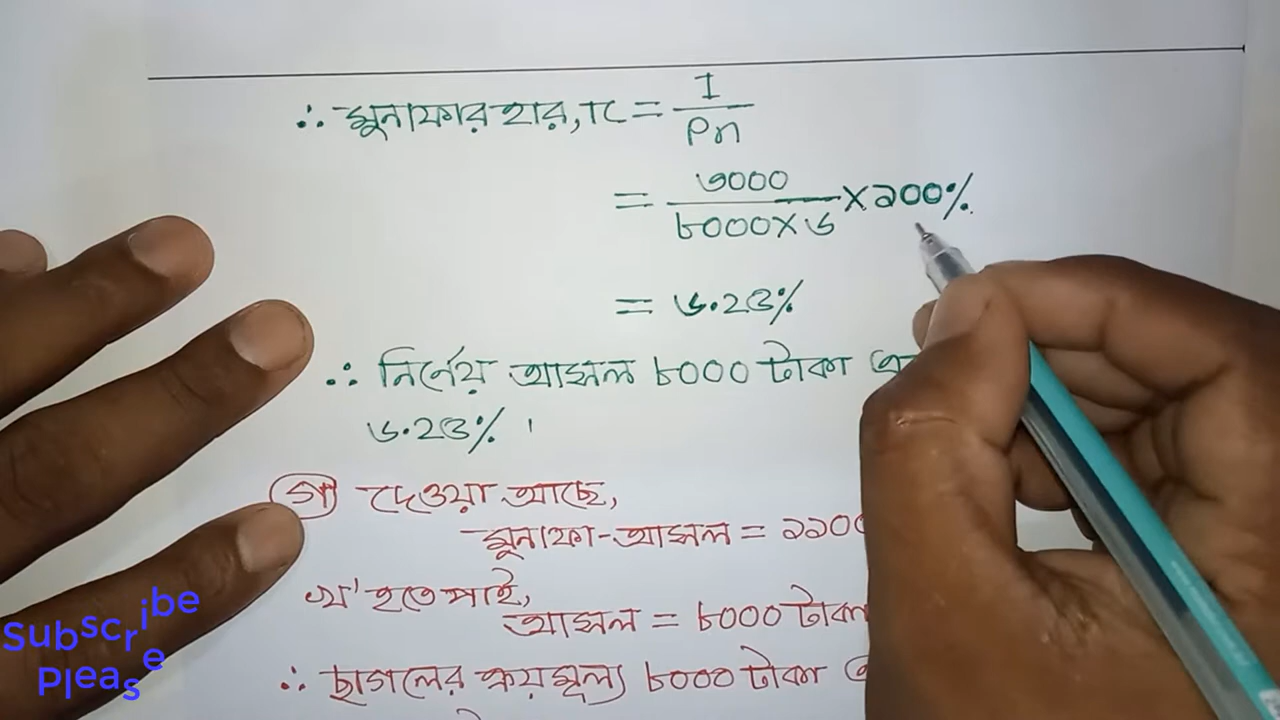 ∴ মুনাফার হার, r = I/Pn
= ৩০০০/৮০০০×৬ ×১০০%
= ৬.২৫%
∴ নির্ণেয় আসল ৮০০০ টাকা
৬.২৫% ।
গ দেওয়া আছে,
মুনাফা-আসল = ১১০০
'খ' হতে পাই,
আসল = ৮০০০ টাকা
∴ ছাগলের ক্রয়মূল্য ৮০০০ টাকা
Subscribe
Please